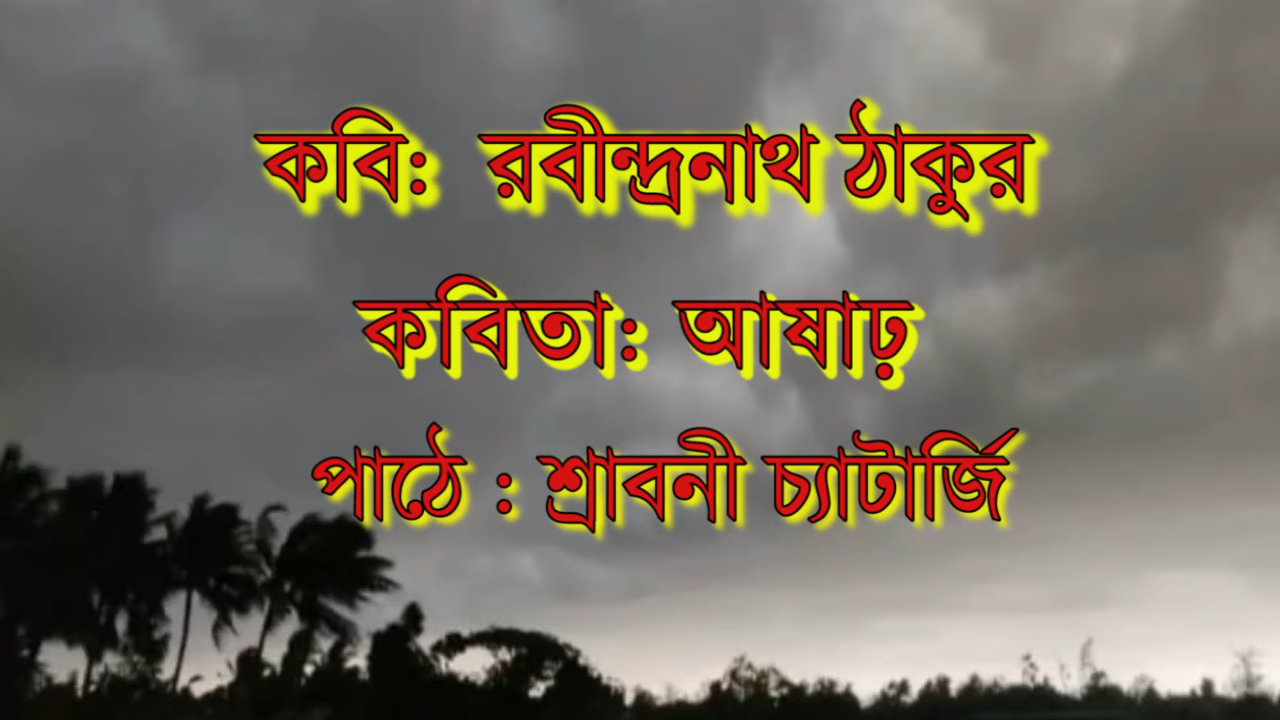 কবি: রবীন্দ্রনাথ ঠাকুর
কবিতা: আষাঢ়
পাঠে : শ্রাবনী চ্যাটার্জি